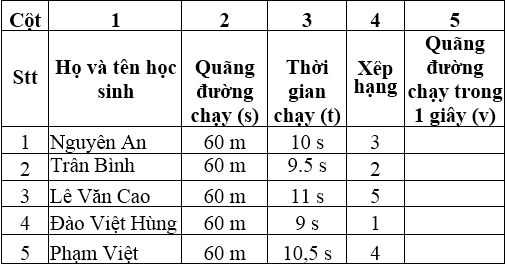 Cột 1 2 3 4 5
Stt Họ và tên học sinh Quãng đường chạy (s) Thời gian chạy (t) Xếp hạng Quãng đường chạy trong 1 giây (v)
1 Nguyên An 60 m 10 s 3
2 Trân Bình 60 m 9.5 s 2
3 Lê Văn Cao 60 m 11 s 5
4 Đào Việt Hùng 60 m 9 s 1
5 Phạm Việt 60 m 10,5 s 4